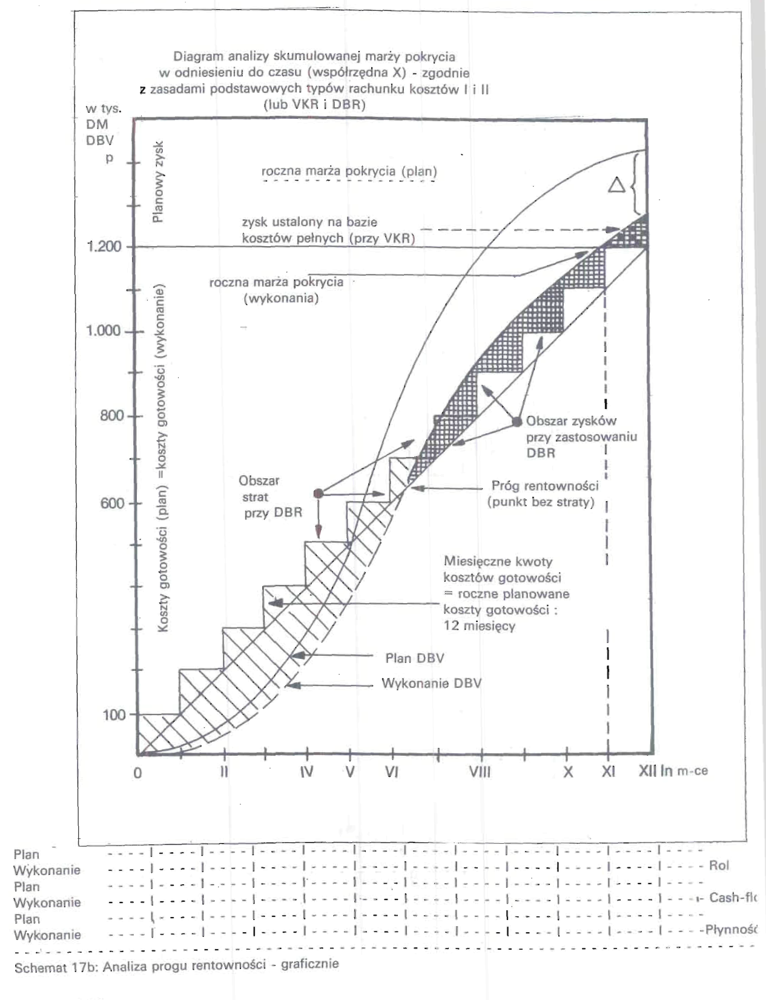 Diagram analizy skumulowanej marży pokrycia
w odniesieniu do czasu (współrzędna X) - zgodnie
z zasadami podstawowych typów rachunku kosztów I i II
(lub VKR i DBR)
w tys.
DM
DBV
p
Planowy zysk
roczna marża pokrycia (plan)
zysk ustalony na bazie
kosztów pełnych (przy VKR)
1.200
roczna marża pokrycia
(wykonania)
Koszty gotowości (plan) =koszty gotowości (wykonanie)
1.000
800
Obszar zysków
przy zastosowaniu
DBR
Obszar
strat
przy DBR
Próg rentowności
(punkt bez straty)
600
Miesięczne kwoty
kosztów gotowości
= roczne planowane
koszty gotowości :
12 miesięcy
Plan DBV
Wykonanie DBV
100
0 II IV V VI VIII X XI XII In m-ce
Plan
Wykonanie Rol
Plan
Wykonanie Cash-flc
Plan
Wykonanie -Płynność
Schemat 17b: Analiza progu rentowności - graficznie